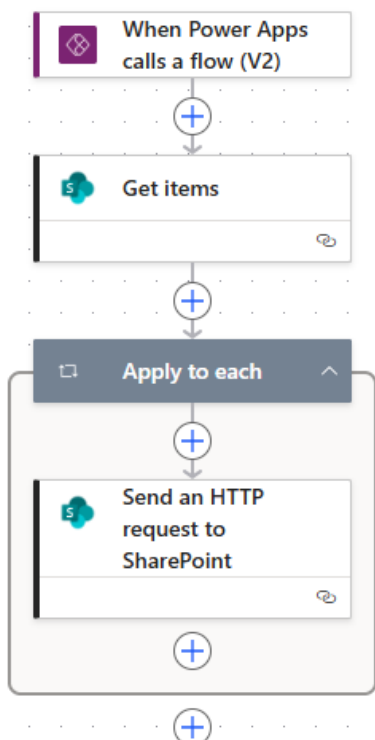 When Power Apps
calls a flow (V2)
Get items
Apply to each
Send an HTTP
request to
SharePoint